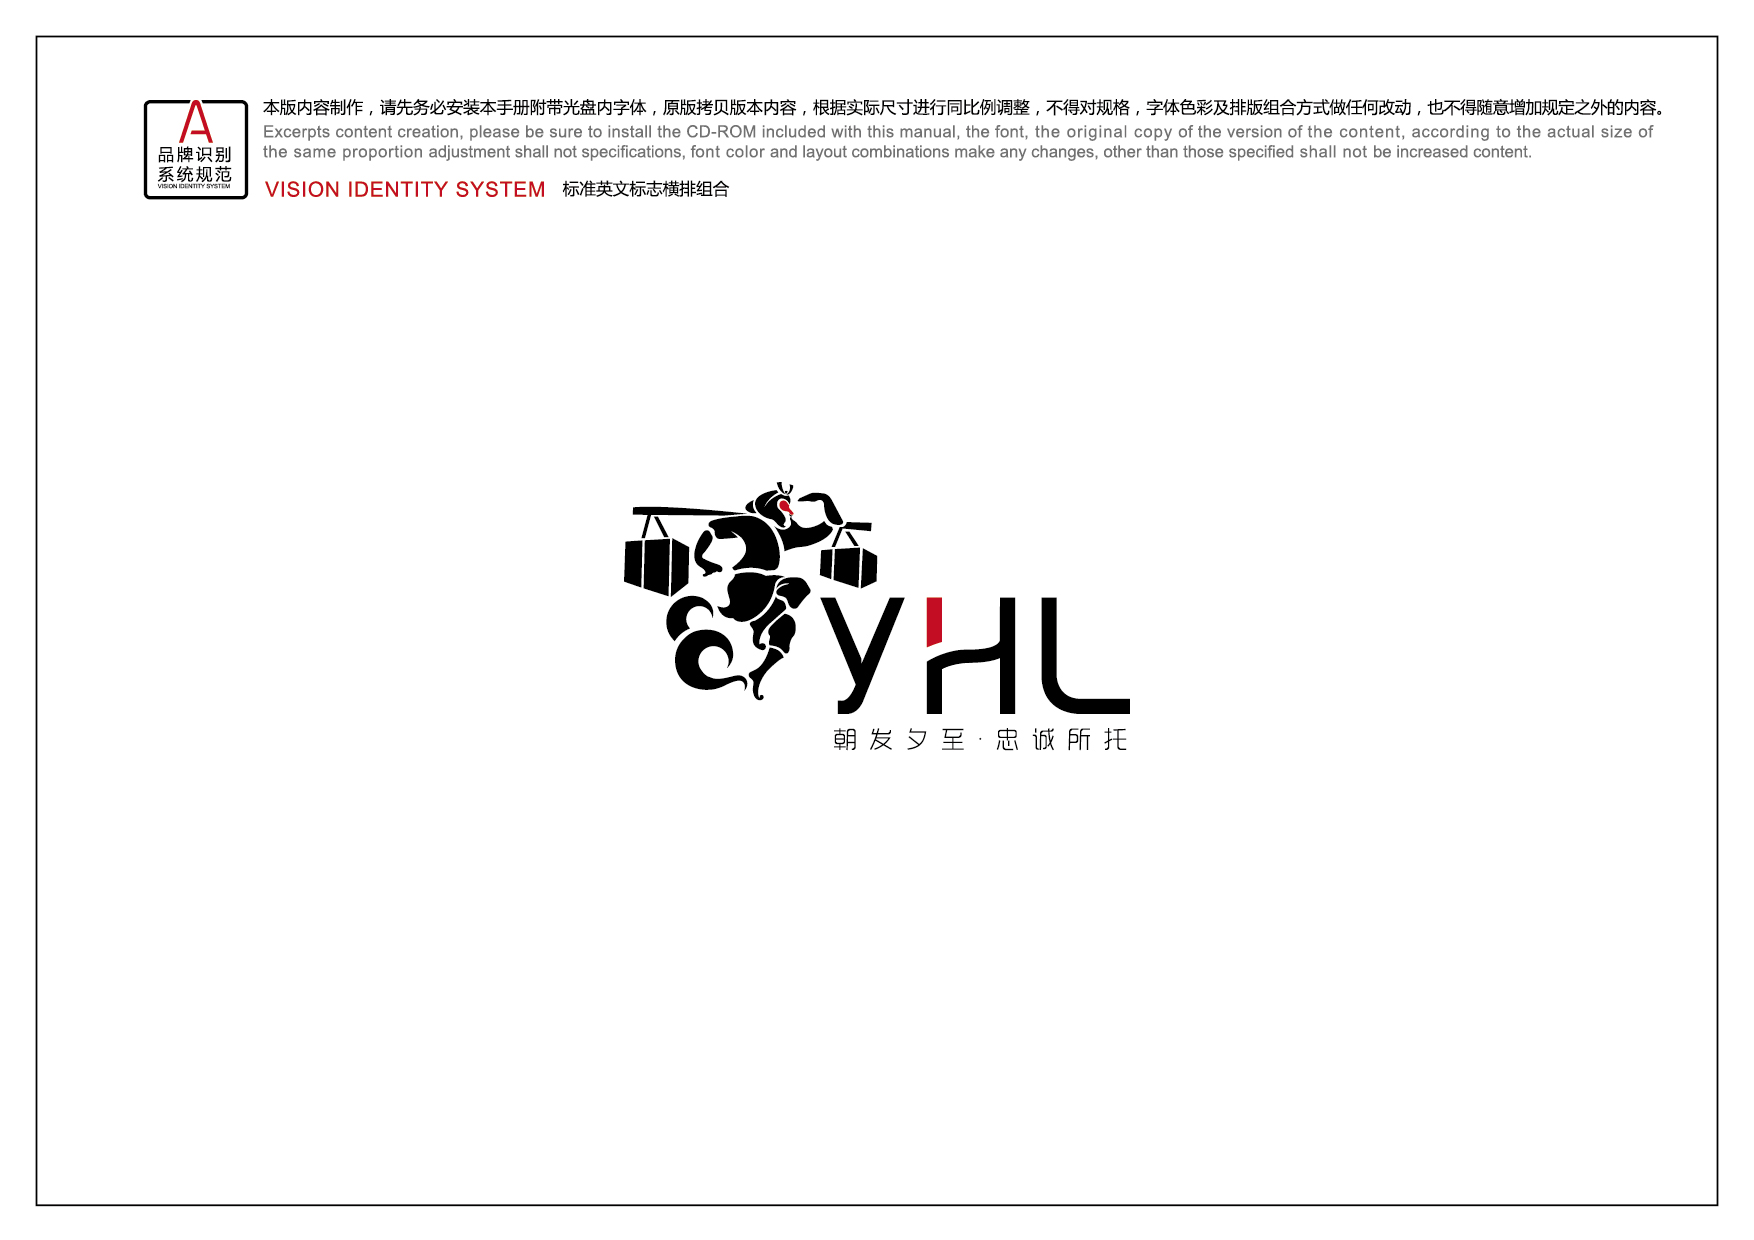 本版内容制作，请先务必安装本手册附带光盘内字体，原版拷贝版本内容，根据实际尺寸进行同比例调整，不得对规格，字体色彩及排版组合方式做任何改动，也不得随意增加规定之外的内容。
Excerpts content creation, please be sure to install the CD-ROM included with this manual, the font, the original copy of the version of the content, according to the actual size of
the same proportion adjustment shall not specifications, font color and layout combinations make any changes, other than those specified shall not be increased content.
A
品牌识别
系统规范
VISION IDENTITY SYSTEM
VISION IDENTITY SYSTEM 标准英文标志横排组合
YHL
朝发夕至·忠诚所托